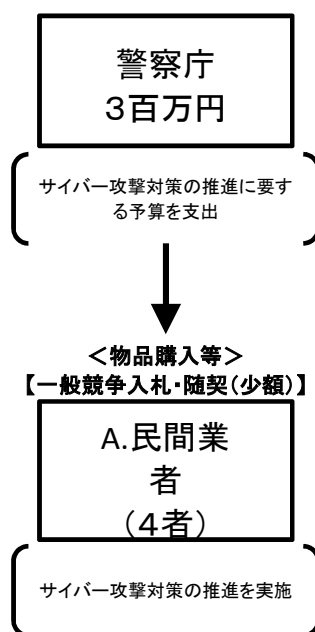 警察庁
3百万円
サイバー攻撃対策の推進に要す
る予算を支出
＜物品購入等＞
【一般競争入札・随契（少額）】
A.民間業
者
（４者）
サイバー攻撃対策の推進を実施